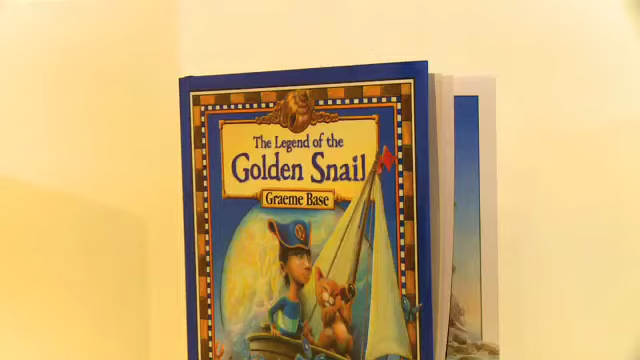 The Legend of the
Golden Snail
Graeme Base